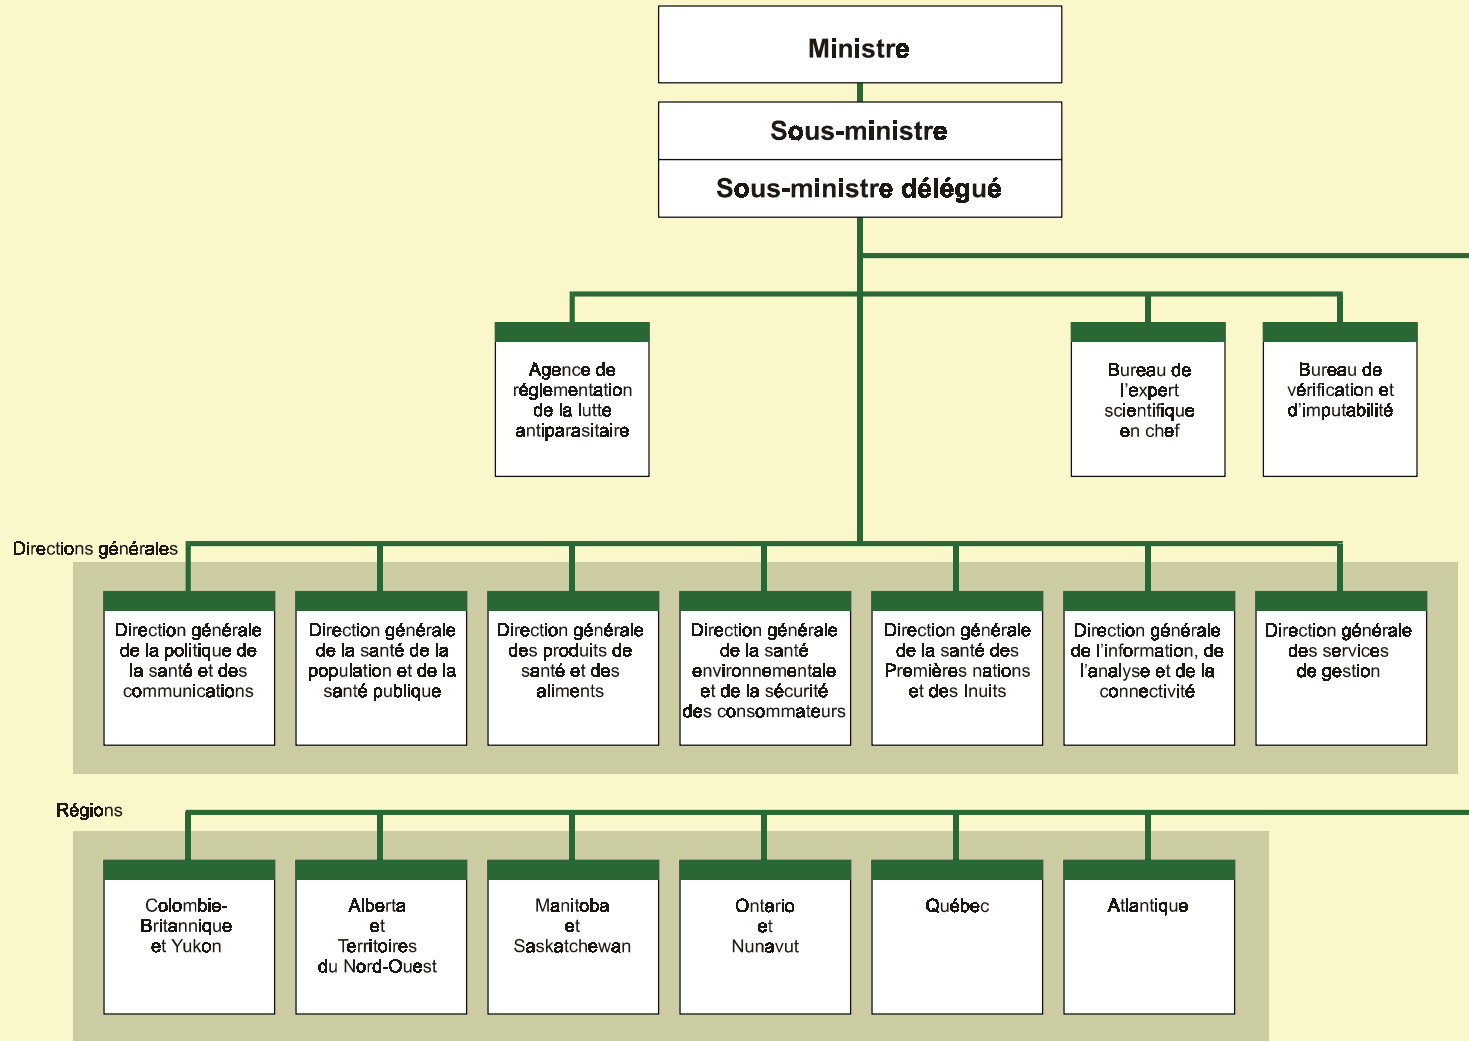 Ministre
Sous-ministre
Sous-ministre délégué
Agence de
réglementation
de la lutte
antiparasitaire
Bureau de
l'expert
scientifique
en chef
Bureau de
vérification et
d'imputabilité
Directions générales
Direction générale
de la politique de
la santé et des
communications
Direction générale
de la santé de la
population et de la
santé publique
Direction générale
des produits de
santé et des
aliments
Direction générale
de la santé
environnementale
et de la sécurité
des consommateurs
Direction générale
de la santé des
Premières nations
et des Inuits
Direction générale
de l'information, de
l'analyse et de la
connectivité
Direction générale
des services
de gestion
Régions
Colombie-
Britannique
et Yukon
Alberta
et
Territoires
du Nord-Ouest
Manitoba
et
Saskatchewan
Ontario
et
Nunavut
Québec
Atlantique